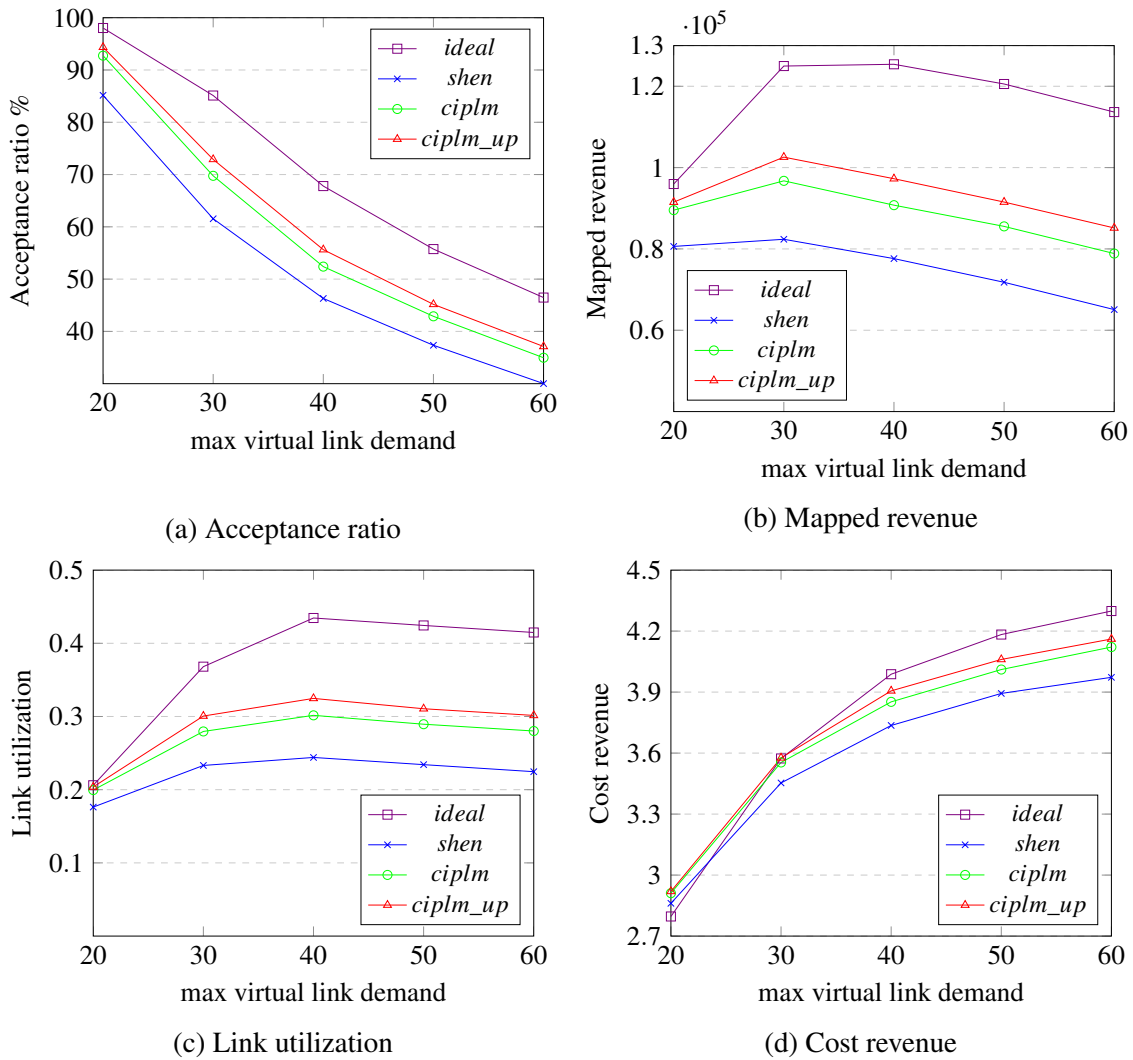 100
90
80
70
60
50
40
Acceptance ratio %
ideal
shen
ciplm
ciplm_up
20 30 40 50 60
max virtual link demand
(a) Acceptance ratio
·10^5
1.3
1.2
1
0.8
0.6
Mapped revenue
ideal
shen
ciplm
ciplm_up
20 30 40 50 60
max virtual link demand
(b) Mapped revenue
0.5
0.4
0.3
0.2
0.1
Link utilization
ideal
shen
ciplm
ciplm_up
20 30 40 50 60
max virtual link demand
(c) Link utilization
4.5
4.2
3.9
3.6
3.3
3
2.7
Cost revenue
ideal
shen
ciplm
ciplm_up
20 30 40 50 60
max virtual link demand
(d) Cost revenue